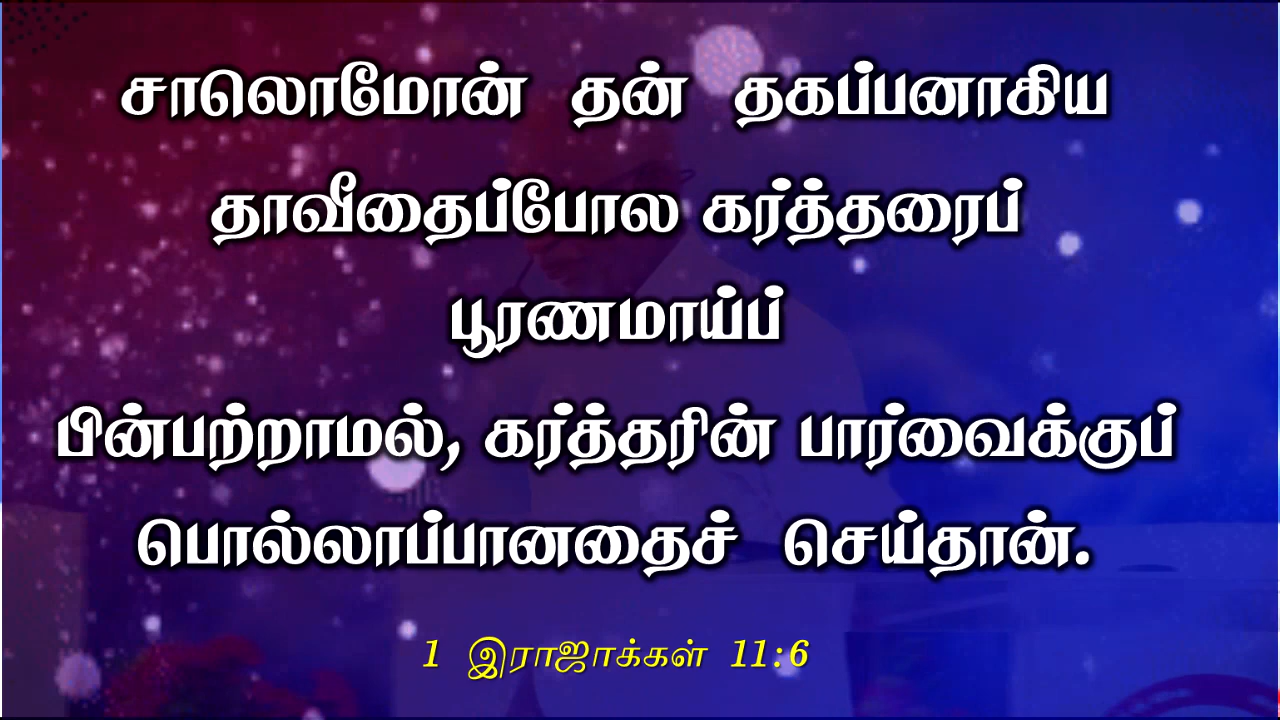 சாலொமோன் தன் தகப்பனாகிய
தாவீதைப்போல கர்த்தரைப்
பூரணமாய்ப்
பின்பற்றாமல், கர்த்தரின் பார்வைக்குப்
பொல்லாப்பானதைச் செய்தான்.
1 இராஜாக்கள் 11:6